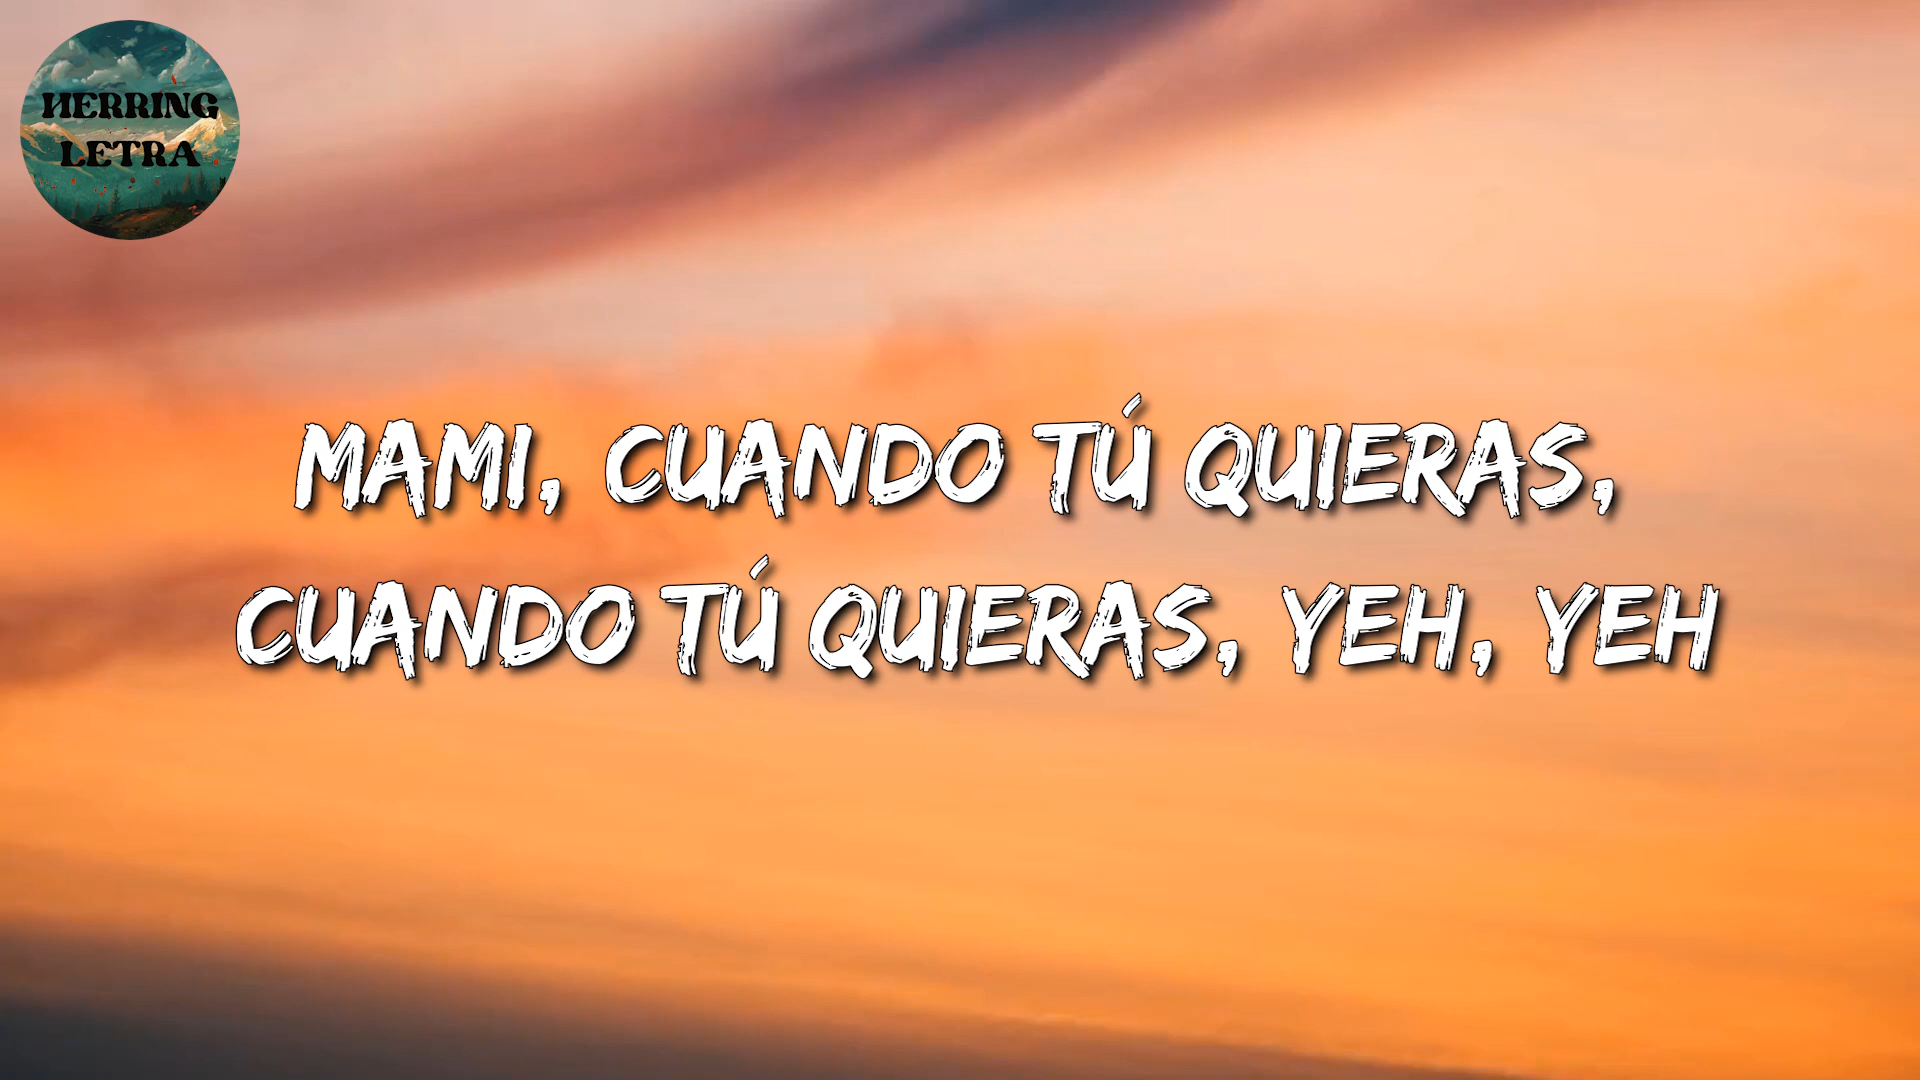 HERRING
LETRA
MAMI, CUANDO TÚ QUIERAS,
CUANDO TÚ QUIERAS, YEH, YEH